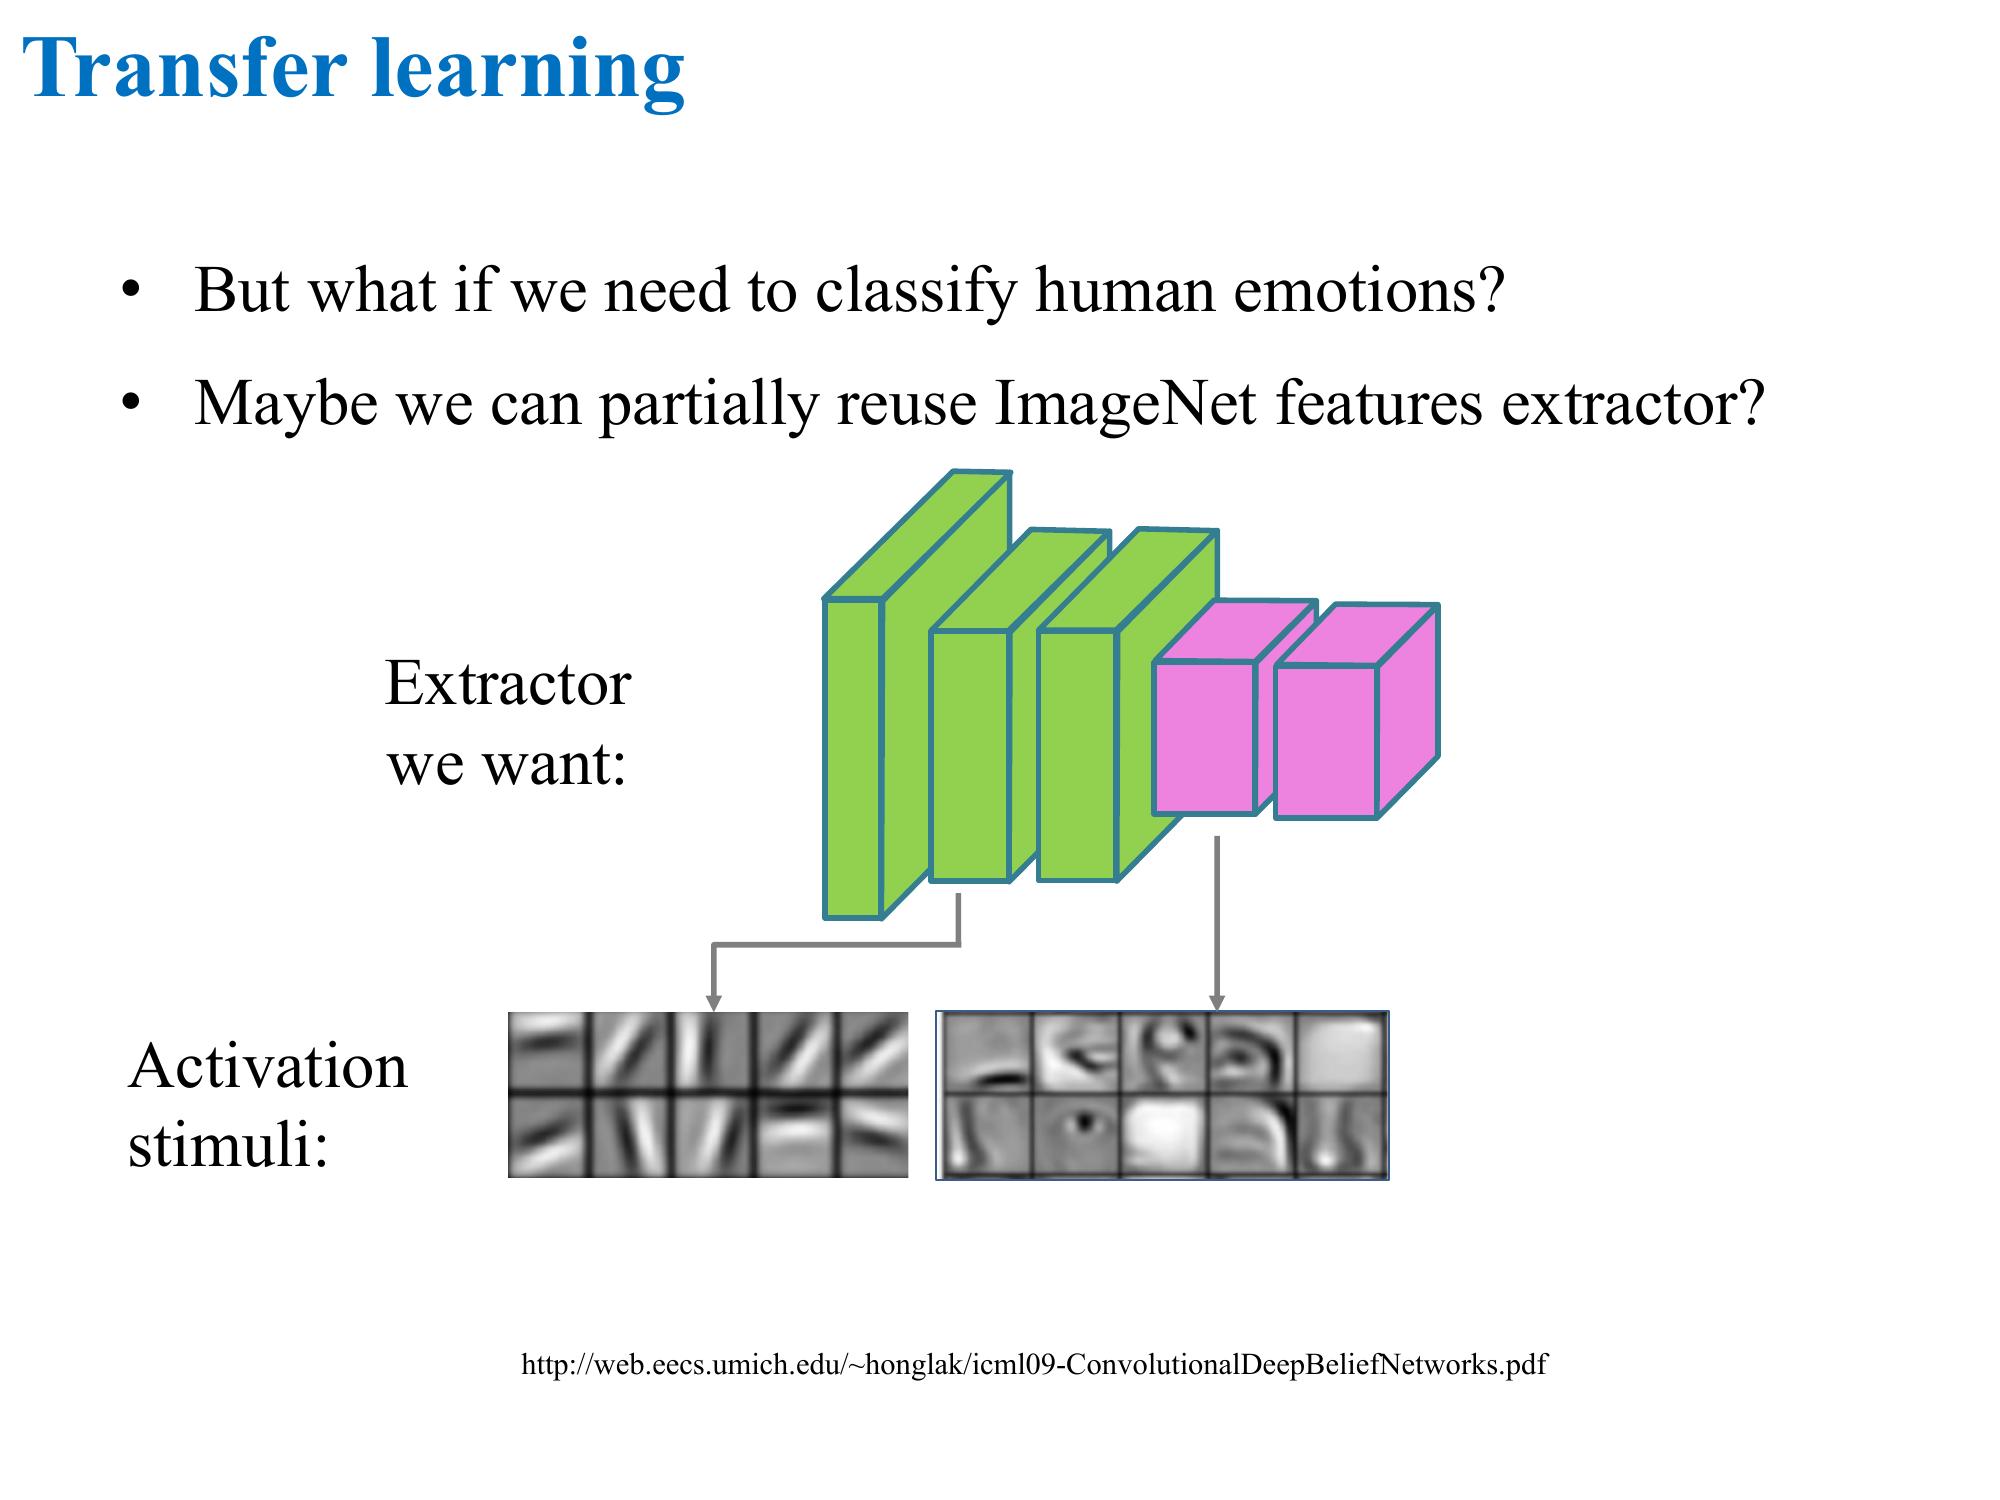 Transfer learning
• But what if we need to classify human emotions?
• Maybe we can partially reuse ImageNet features extractor?
Extractor
we want:
Activation
stimuli:
http://web.eecs.umich.edu/~honglak/icml09-ConvolutionalDeepBeliefNetworks.pdf